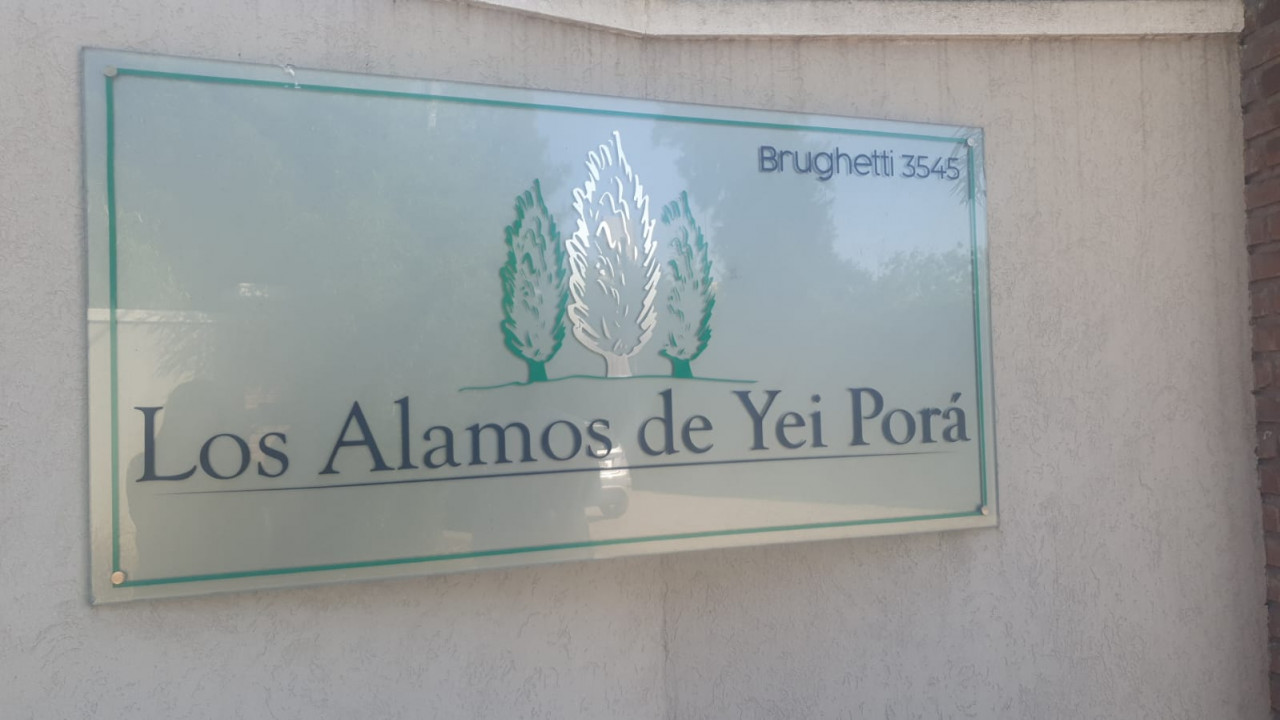 Brughetti 3545
Los Alamos de Yei Porá